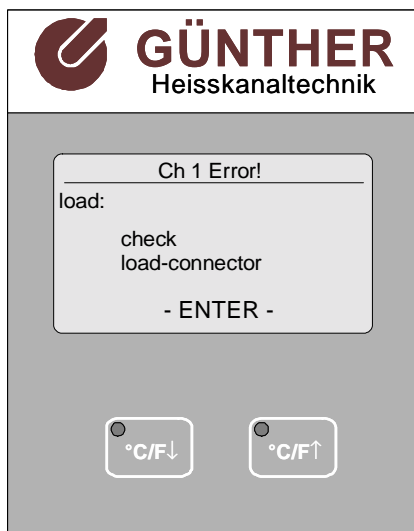 GÜNTHER
Heisskanaltechnik
Ch 1 Error!
load:
check
load-connector
- ENTER -
°C/F↓
°C/F↑